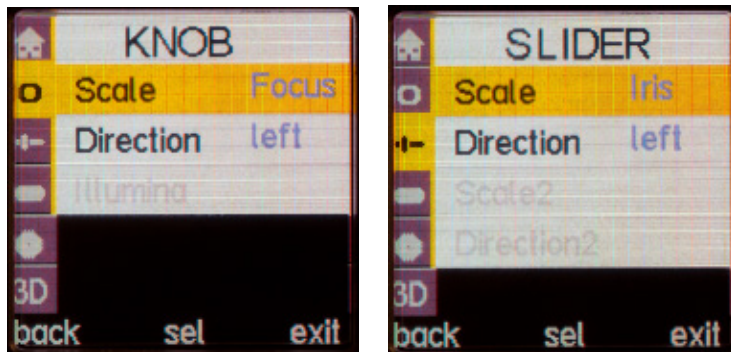 KNOB
Scale Focus
Direction left
Illumina
3D
back sel exit
SLIDER
Scale Iris
Direction left
Scale2
Direction2
3D
back sel exit